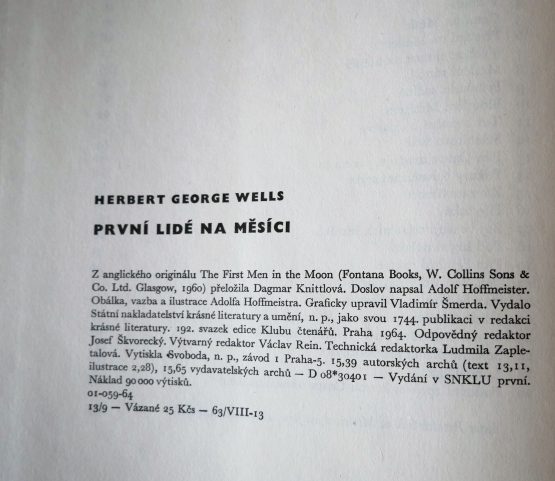 HERBERT GEORGE WELLS
PRVNÍ LIDÉ NA MĚSÍCI
Z anglického originálu The First Men in the Moon (Fontana Books, W. Collins Sons &
Co. Ltd. Glasgow, 1960) přeložila Dagmar Knittlová. Doslov napsal Adolf Hoffmeister.
Obálka, vazba a ilustrace Adolfa Hoffmeistra. Graficky upravil Vladimír Šmerda. Vydalo
Státní nakladatelství krásné literatury a umění, n. p., jako svou 1744. publikaci v redakci
krásné literatury. 192. svazek edice Klubu čtenářů. Praha 1964. Odpovědný redaktor
Josef Škvorecký. Výtvarný redaktor Václav Rein. Technická redaktorka Ludmila Zaple-
talová. Vytiskla Svoboda, n. p., závod 1 Praha-5. 15,39 autorských archů (text 13,11,
ilustrace 2,28), 15,65 vydavatelských archů — D 08*30401 — Vydání v SNKLU první.
Náklad 90 000 výtisků.
01-059-64
13/9 — Vázané 25 Kčs — 63/VIII-13